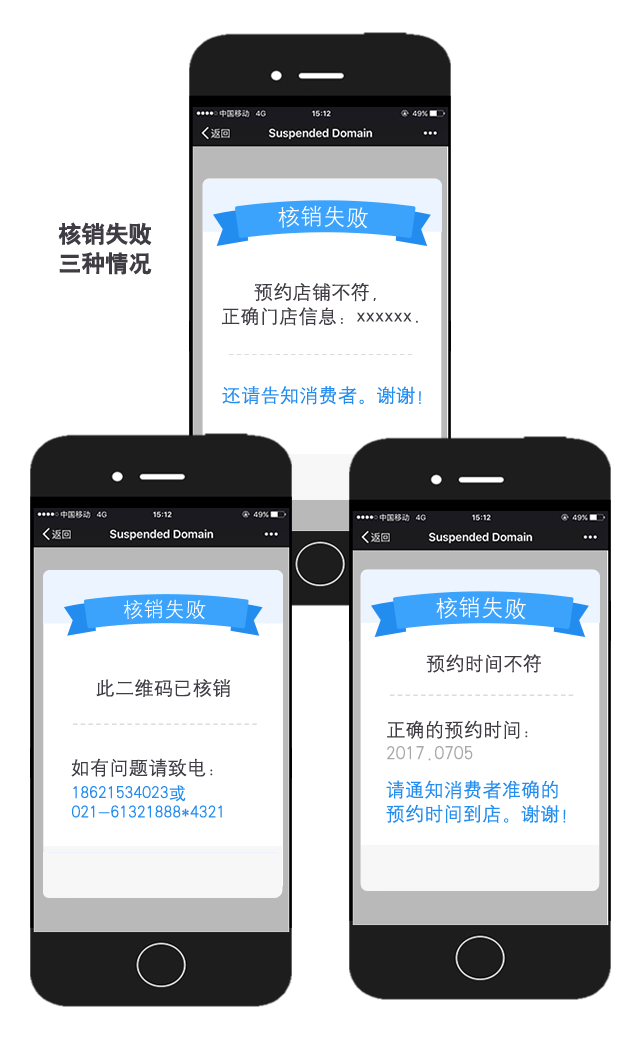 核销失败
三种情况
中国移动 4G 15:12 49%
返回 Suspended Domain
核销失败
预约店铺不符,
正确门店信息: xxxxxx.
还请告知消费者。谢谢!
中国移动 4G 15:12 49%
返回 Suspended Domain
核销失败
此二维码已核销
如有问题请致电:
18621534023或
021-61321888*4321
中国移动 4G 15:12 49%
返回 Suspended Domain
核销失败
预约时间不符
正确的预约时间:
2017.0705
请通知消费者准确的
预约时间到店。谢谢!